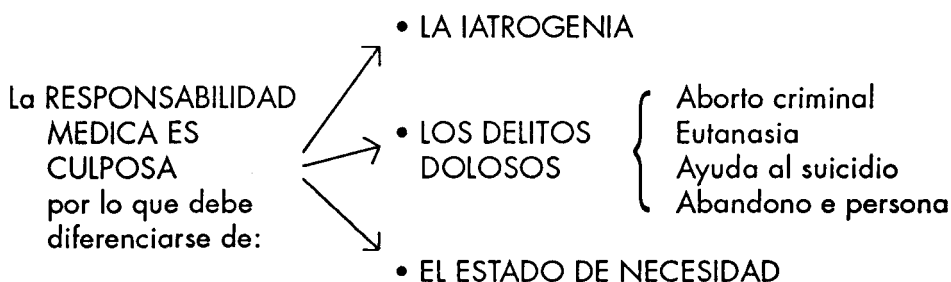 • LA IATROGENIA
La RESPONSABILIDAD
MEDICA ES
CULPOSA
por lo que debe
diferenciarse de:
• LOS DELITOS
DOLOSOS
Aborto criminal
Eutanasia
Ayuda al suicidio
Abandono e persona
• EL ESTADO DE NECESIDAD